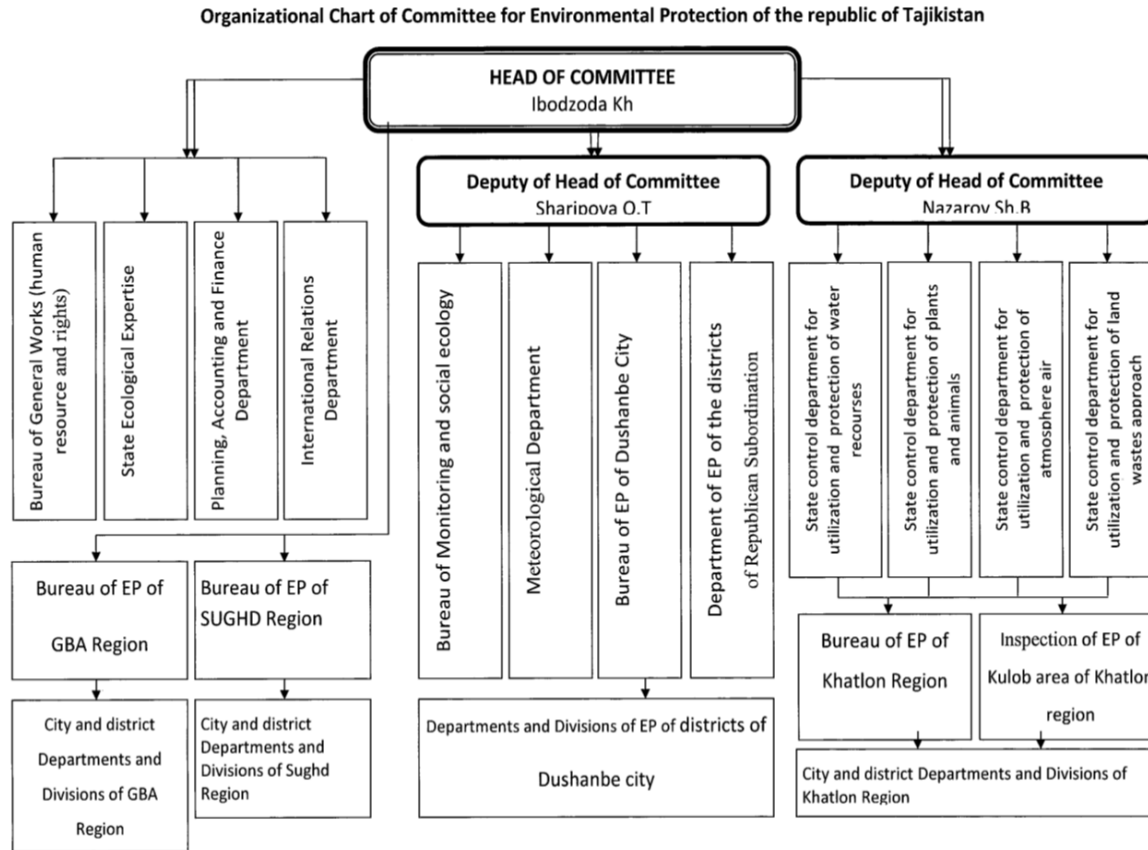 Organizational Chart of Committee for Environmental Protection of the republic of Tajikistan
HEAD OF COMMITTEE
Ibodzoda Kh
Deputy of Head of Committee
Sharipova O.T
Deputy of Head of Committee
Nazarov Sh.B
Bureau of General Works (human
resource and rights)
State Ecological Expertise
Planning, Accounting and Finance
Department
International Relations
Department
Bureau of Monitoring and social ecology
Meteorological Department
Bureau of EP of Dushanbe City
Department of EP of the districts
of Republican Subordination
State control department for
utilization and protection of water
recourses
State control department for
utilization and protection of plants
and animals
State control department for
utilization and protection of
atmosphere air
State control department for
utilization and protection of land
wastes approach
Bureau of EP of
GBA Region
Bureau of EP of
SUGHD Region
Bureau of EP of
Khatlon Region
Inspection of EP of
Kulob area of Khatlon
region
City and district
Departments and
Divisions of GBA
Region
City and district
Departments and
Divisions of Sughd
Region
Departments and Divisions of EP of districts of
Dushanbe city
City and district Departments and Divisions of
Khatlon Region